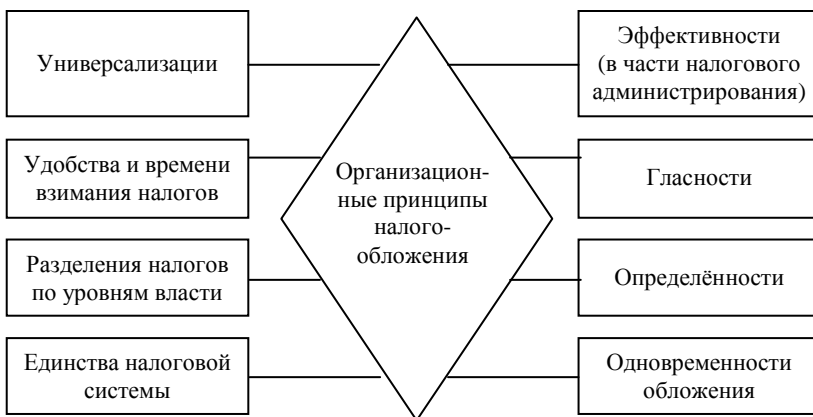 Универсализации
Удобства и времени
взимания налогов
Разделения налогов
по уровням власти
Единства налоговой
системы
Организацион-
ные принципы
налого-
обложения
Эффективности
(в части налогового
администрирования)
Гласности
Определённости
Одновременности
обложения